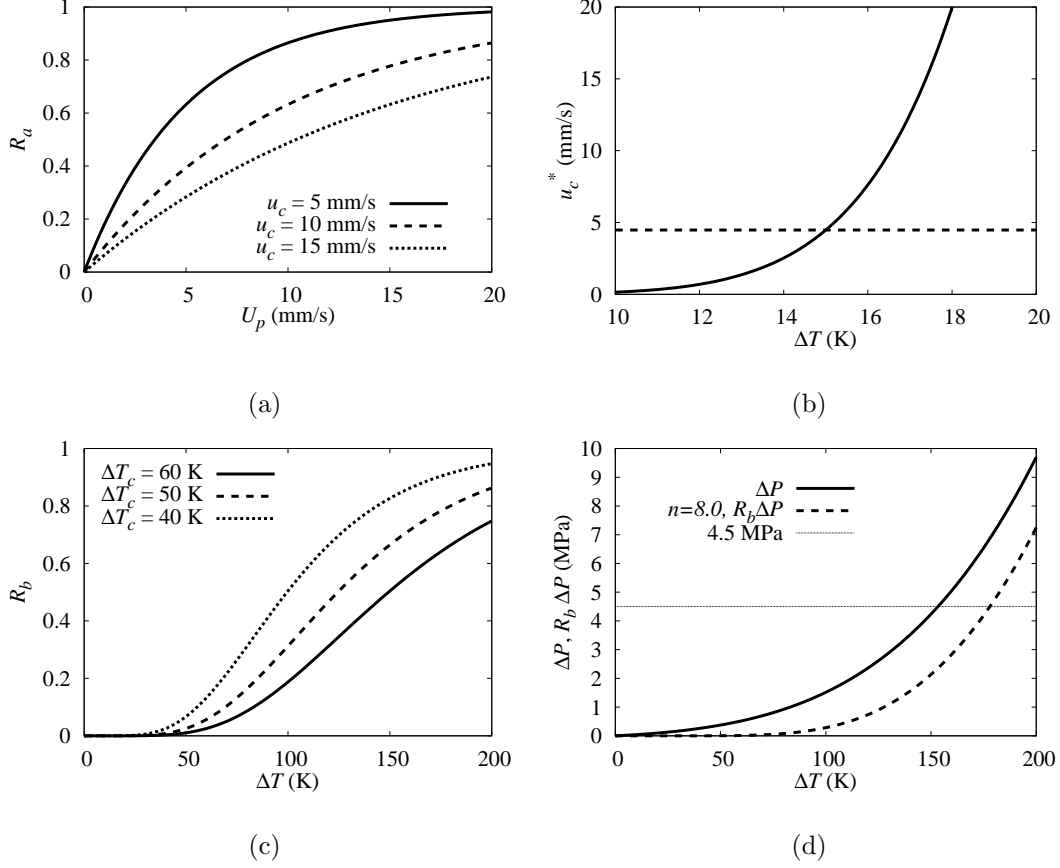 1
0.8
0.6
0.4
0.2
0
R_a
u_c = 5 mm/s
u_c = 10 mm/s
u_c = 15 mm/s
0 5 10 15 20
U_p (mm/s)
(a)
20
15
10
5
0
u_c* (mm/s)
10 12 14 16 18 20
ΔT (K)
(b)
1
0.8
0.6
0.4
0.2
0
R_b
ΔT_c = 60 K
ΔT_c = 50 K
ΔT_c = 40 K
0 50 100 150 200
ΔT (K)
(c)
10
9
8
7
6
5
4
3
2
1
0
ΔP, R_b ΔP (MPa)
ΔP
n=8.0, R_bΔP
4.5 MPa
0 50 100 150 200
ΔT (K)
(d)